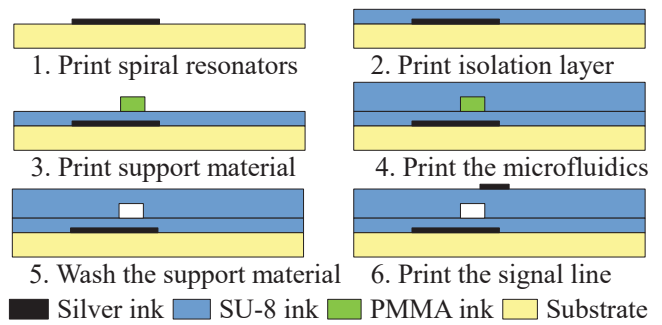 1. Print spiral resonators
2. Print isolation layer
3. Print support material
4. Print the microfluidics
5. Wash the support material
6. Print the signal line
Silver ink SU-8 ink PMMA ink Substrate